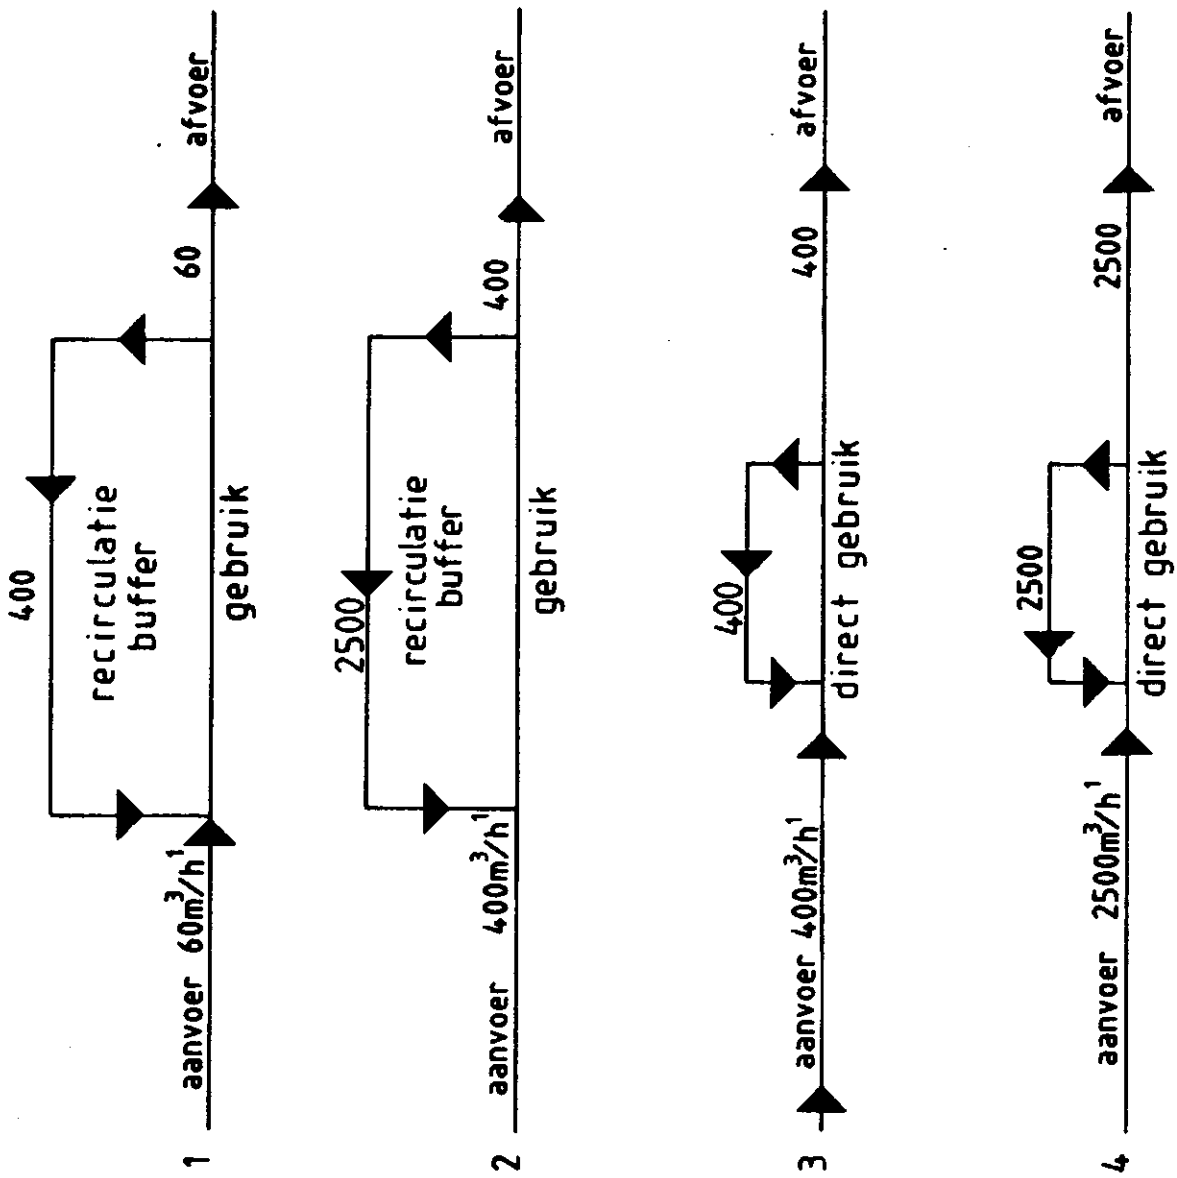 400
recirculatie
buffer
1 aanvoer 60m³/h¹ 60 afvoer
gebruik
2500
recirculatie
buffer
2 aanvoer 400m³/h¹ 400 afvoer
gebruik
400
3 aanvoer 400m³/h¹ 400 afvoer
direct gebruik
2500
4 aanvoer 2500m³/h¹ 2500 afvoer
direct gebruik